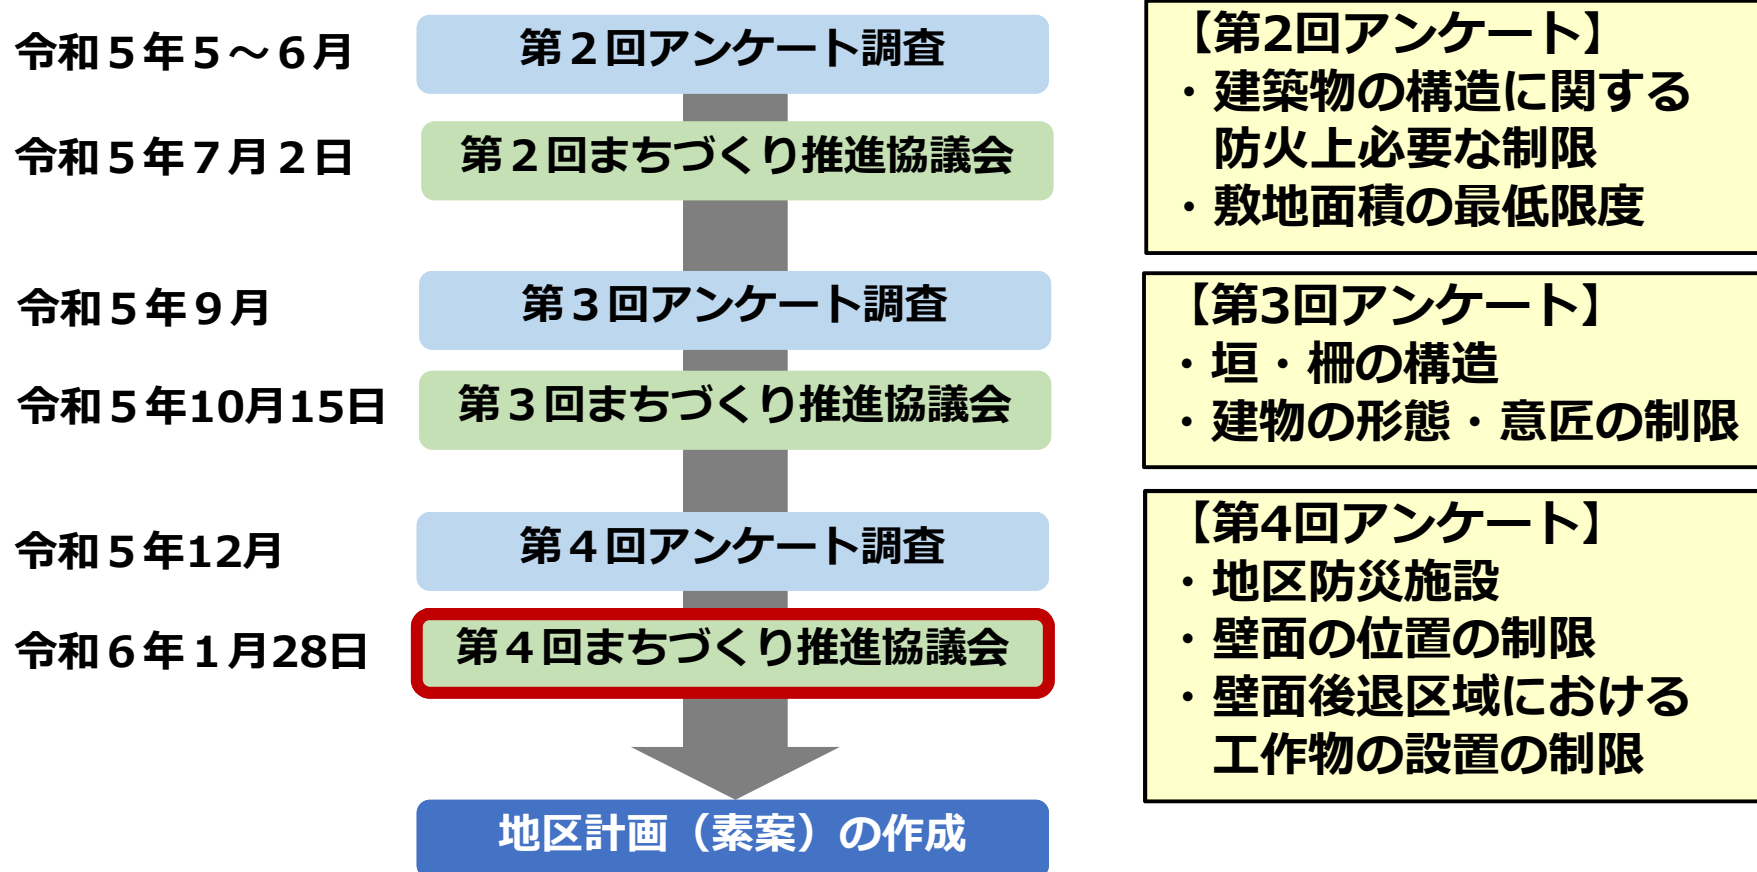 令和５年５～６月
第２回アンケート調査
令和５年７月２日
第２回まちづくり推進協議会
令和５年９月
第３回アンケート調査
令和５年10月15日
第３回まちづくり推進協議会
令和５年12月
第４回アンケート調査
令和６年１月28日
第４回まちづくり推進協議会
地区計画（素案）の作成
【第2回アンケート】
・建築物の構造に関する
防火上必要な制限
・敷地面積の最低限度
【第3回アンケート】
・垣・柵の構造
・建物の形態・意匠の制限
【第4回アンケート】
・地区防災施設
・壁面の位置の制限
・壁面後退区域における
工作物の設置の制限